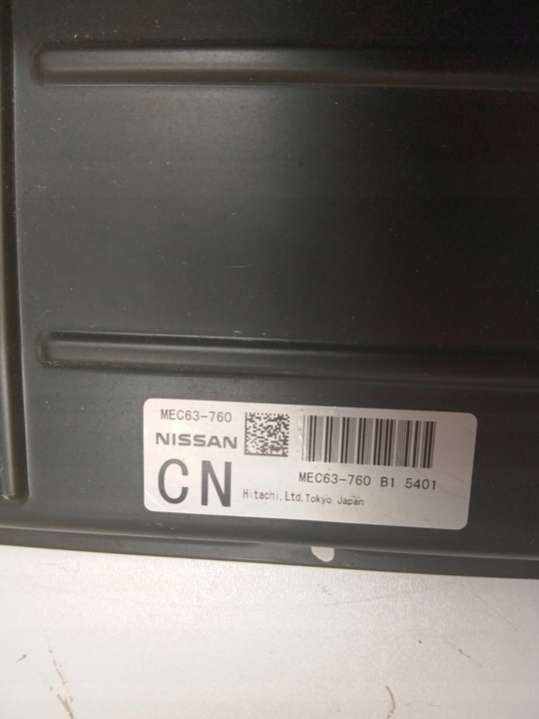 MEC63-760
NISSAN
CN
MEC63-760 B1 5401
Hitachi.Ltd.Tokyo Japan